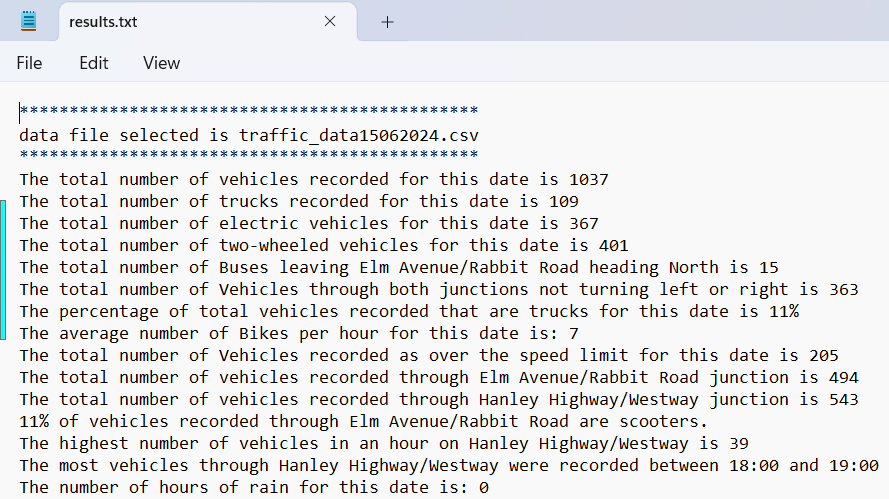 results.txt
File Edit View
**********************************************
data file selected is traffic_data15062024.csv
**********************************************
The total number of vehicles recorded for this date is 1037
The total number of trucks recorded for this date is 109
The total number of electric vehicles for this date is 367
The total number of two-wheeled vehicles for this date is 401
The total number of Buses leaving Elm Avenue/Rabbit Road heading North is 15
The total number of Vehicles through both junctions not turning left or right is 363
The percentage of total vehicles recorded that are trucks for this date is 11%
The average number of Bikes per hour for this date is: 7
The total number of Vehicles recorded as over the speed limit for this date is 205
The total number of vehicles recorded through Elm Avenue/Rabbit Road junction is 494
The total number of vehicles recorded through Hanley Highway/Westway junction is 543
11% of vehicles recorded through Elm Avenue/Rabbit Road are scooters.
The highest number of vehicles in an hour on Hanley Highway/Westway is 39
The most vehicles through Hanley Highway/Westway were recorded between 18:00 and 19:00
The number of hours of rain for this date is: 0